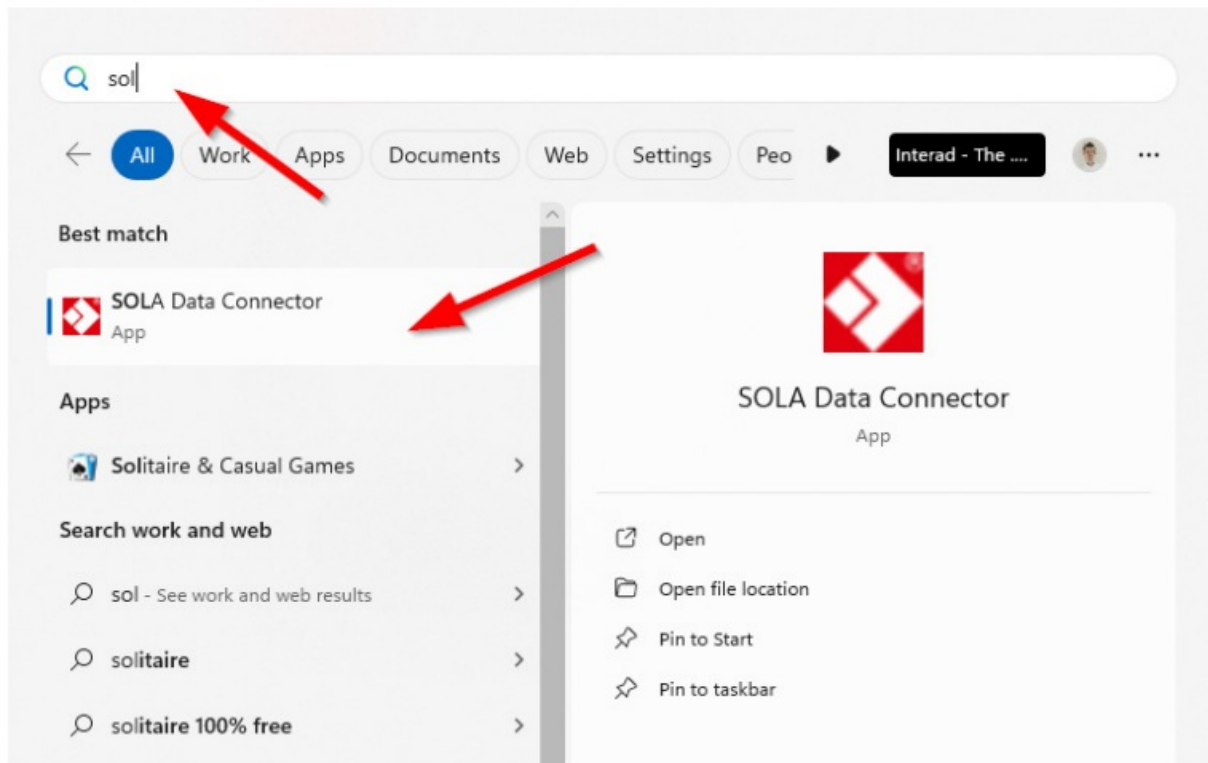 sol
All Work Apps Documents Web Settings Peo Interad - The .... ...
Best match
SOLA Data Connector
App
Apps
Solitaire & Casual Games
Search work and web
sol - See work and web results
solitaire
solitaire 100% free
SOLA Data Connector
App
Open
Open file location
Pin to Start
Pin to taskbar